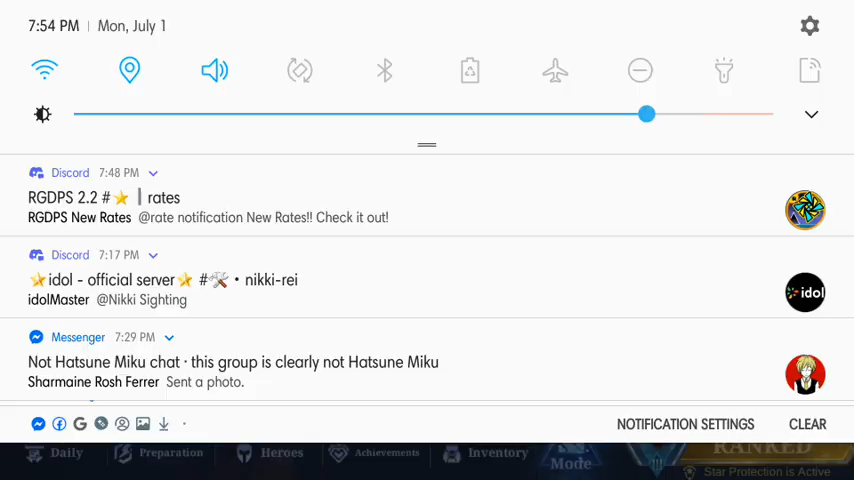 7:54 PM | Mon, July 1
Discord 7:48 PM
RGDPS 2.2 #⭐┃rates
RGDPS New Rates @rate notification New Rates!! Check it out!
Discord 7:17 PM
⭐idol - official server⭐ #🛠️・nikki-rei
idolMaster @Nikki Sighting
idol
Messenger 7:29 PM
Not Hatsune Miku chat · this group is clearly not Hatsune Miku
Sharmaine Rosh Ferrer Sent a photo.
NOTIFICATION SETTINGS CLEAR
Daily Preparation Heroes Achievements Inventory Mode RANKED
Star Protection is Active